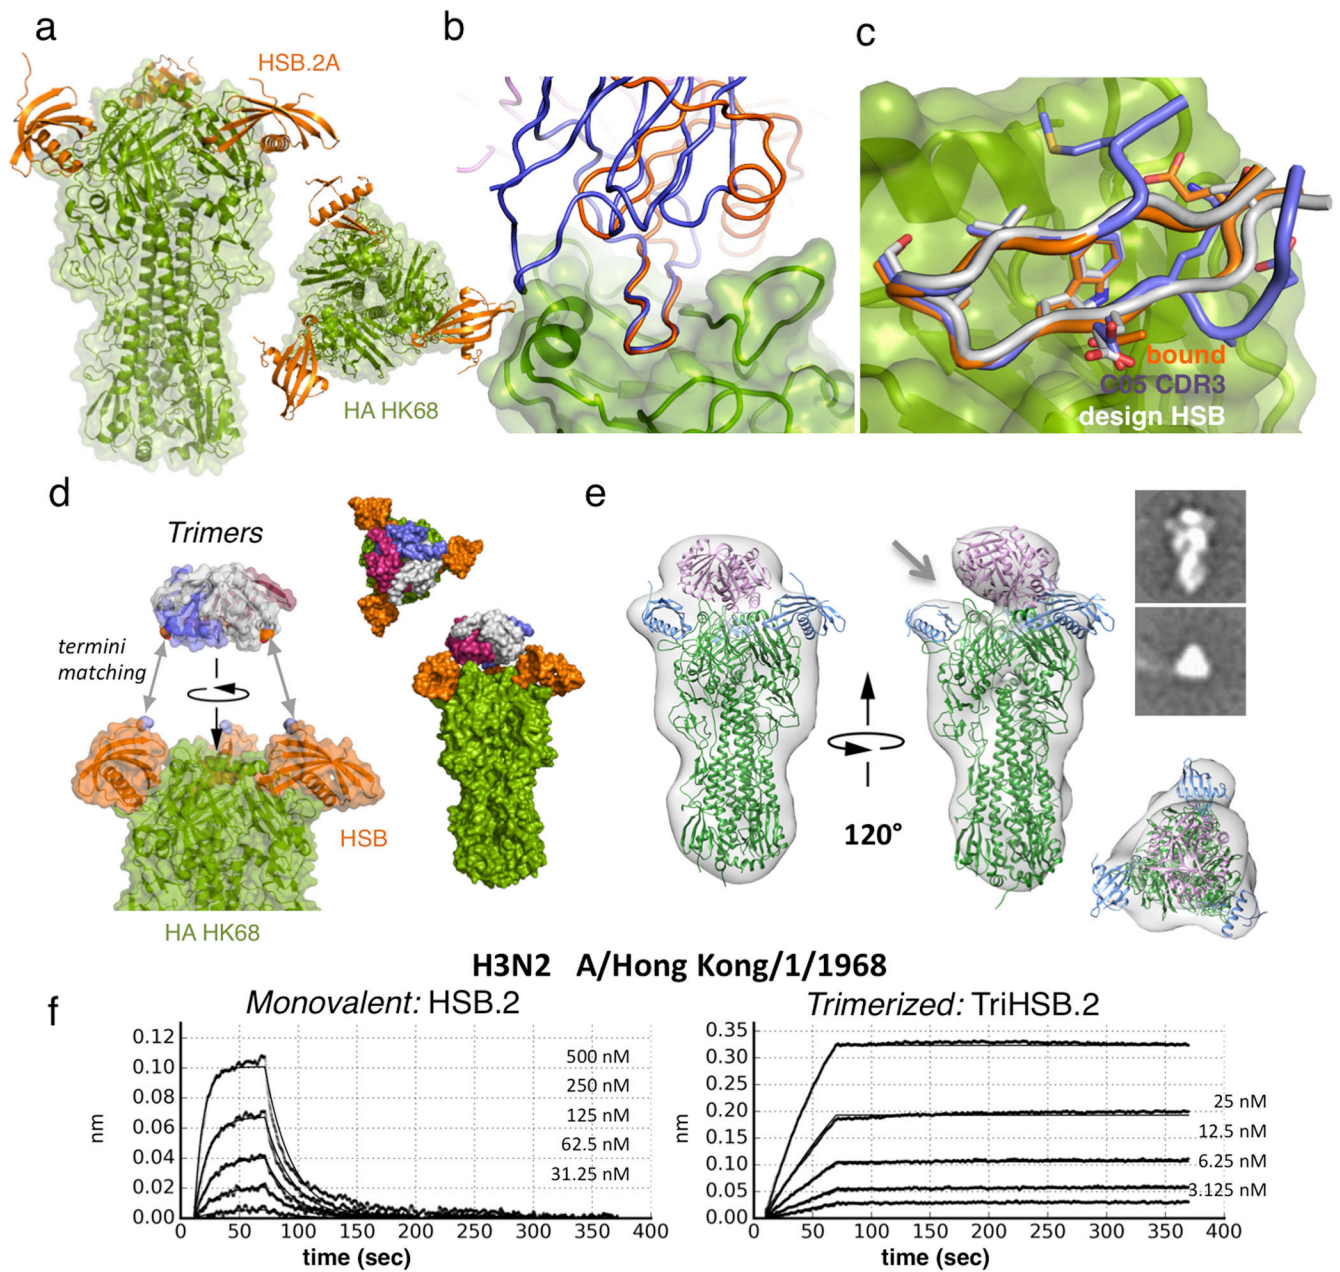 a
HSB.2A
HA HK68
b
c
bound
C05 CDR3
design HSB
d
Trimers
termini
matching
HSB
HA HK68
e
120°
H3N2 A/Hong Kong/1/1968
f
Monovalent: HSB.2
0.12
0.10
0.08
0.06
0.04
0.02
0.00
nm
500 nM
250 nM
125 nM
62.5 nM
31.25 nM
0 50 100 150 200 250 300 350 400
time (sec)
Trimerized: TriHSB.2
0.35
0.30
0.25
0.20
0.15
0.10
0.05
0.00
nm
25 nM
12.5 nM
6.25 nM
3.125 nM
0 50 100 150 200 250 300 350 400
time (sec)